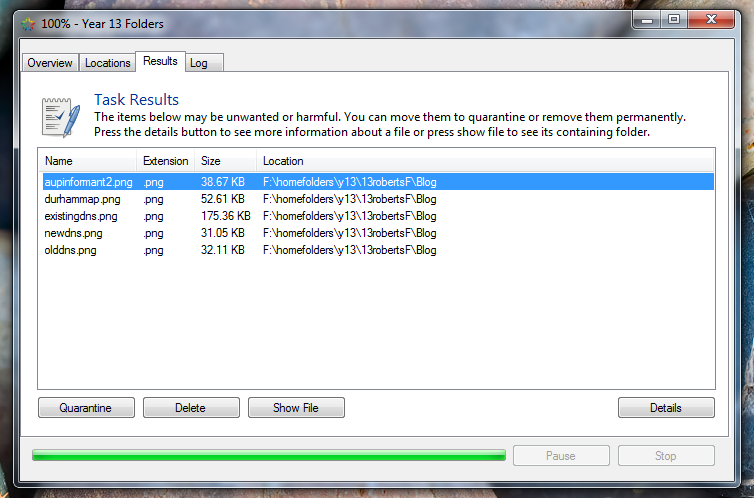 100% - Year 13 Folders
Overview Locations Results Log
Task Results
The items below may be unwanted or harmful. You can move them to quarantine or remove them permanently.
Press the details button to see more information about a file or press show file to see its containing folder.
Name Extension Size Location
aupinformant2.png .png 38.67 KB F:\homefolders\y13\13robertsF\Blog
durhammap.png .png 52.61 KB F:\homefolders\y13\13robertsF\Blog
existingdns.png .png 175.36 KB F:\homefolders\y13\13robertsF\Blog
newdns.png .png 31.05 KB F:\homefolders\y13\13robertsF\Blog
olddns.png .png 32.11 KB F:\homefolders\y13\13robertsF\Blog
Quarantine Delete Show File Details
Pause Stop